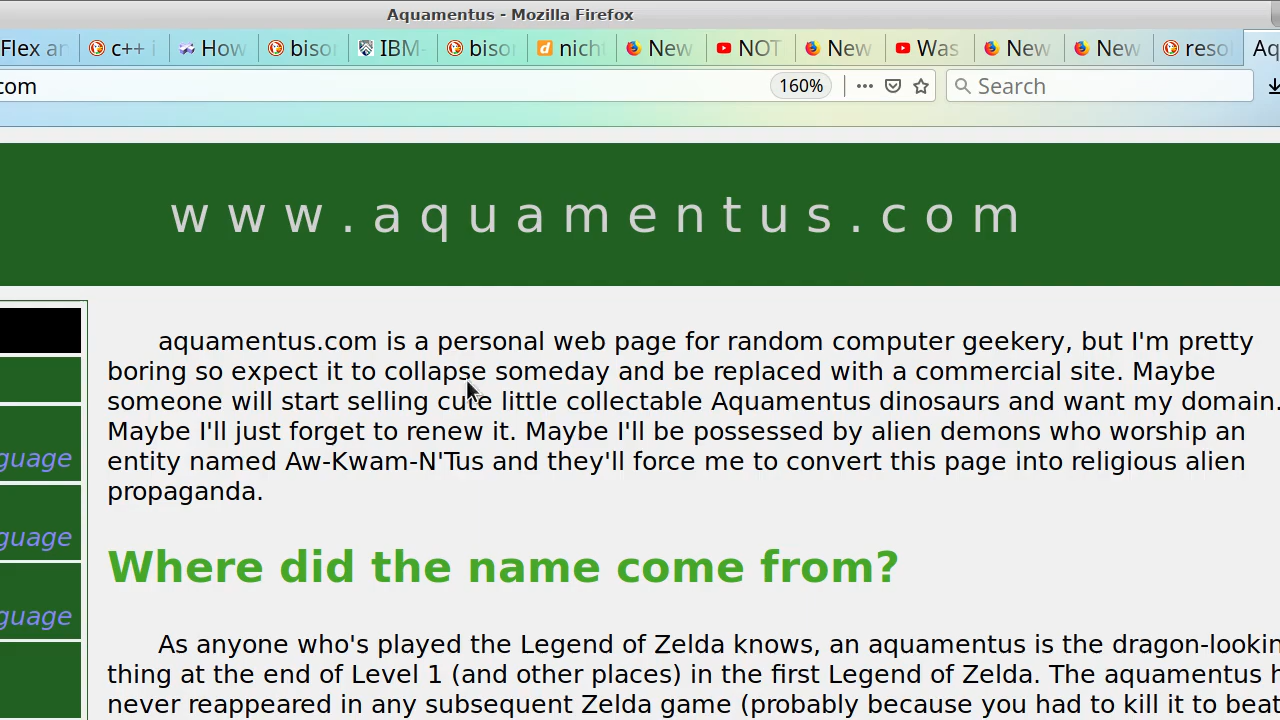 Aquamentus - Mozilla Firefox
Flex an c++ i How biso IBM- biso nich New NOT New Was New New reso Aq
com 160% Search
www.aquamentus.com
aquamentus.com is a personal web page for random computer geekery, but I'm pretty
boring so expect it to collapse someday and be replaced with a commercial site. Maybe
someone will start selling cute little collectable Aquamentus dinosaurs and want my domain.
Maybe I'll just forget to renew it. Maybe I'll be possessed by alien demons who worship an
entity named Aw-Kwam-N'Tus and they'll force me to convert this page into religious alien
propaganda.
guage
guage
guage
Where did the name come from?
As anyone who's played the Legend of Zelda knows, an aquamentus is the dragon-lookin
thing at the end of Level 1 (and other places) in the first Legend of Zelda. The aquamentus h
never reappeared in any subsequent Zelda game (probably because you had to kill it to beat